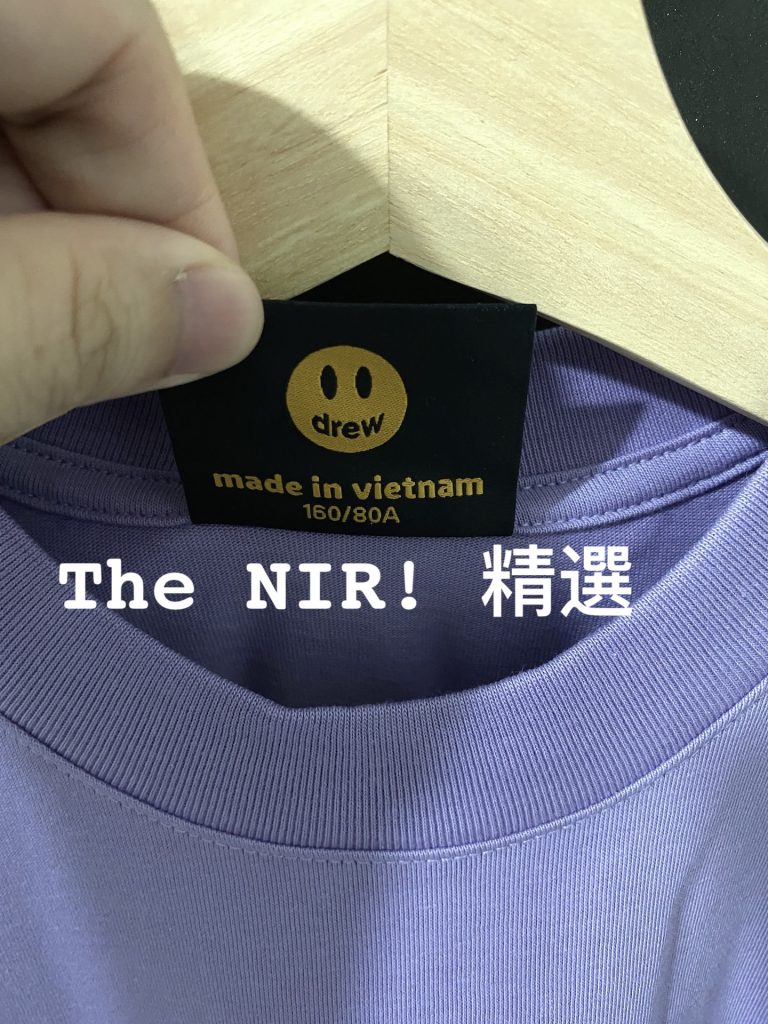 drew
made in vietnam
160/80A
The NIR! 精選